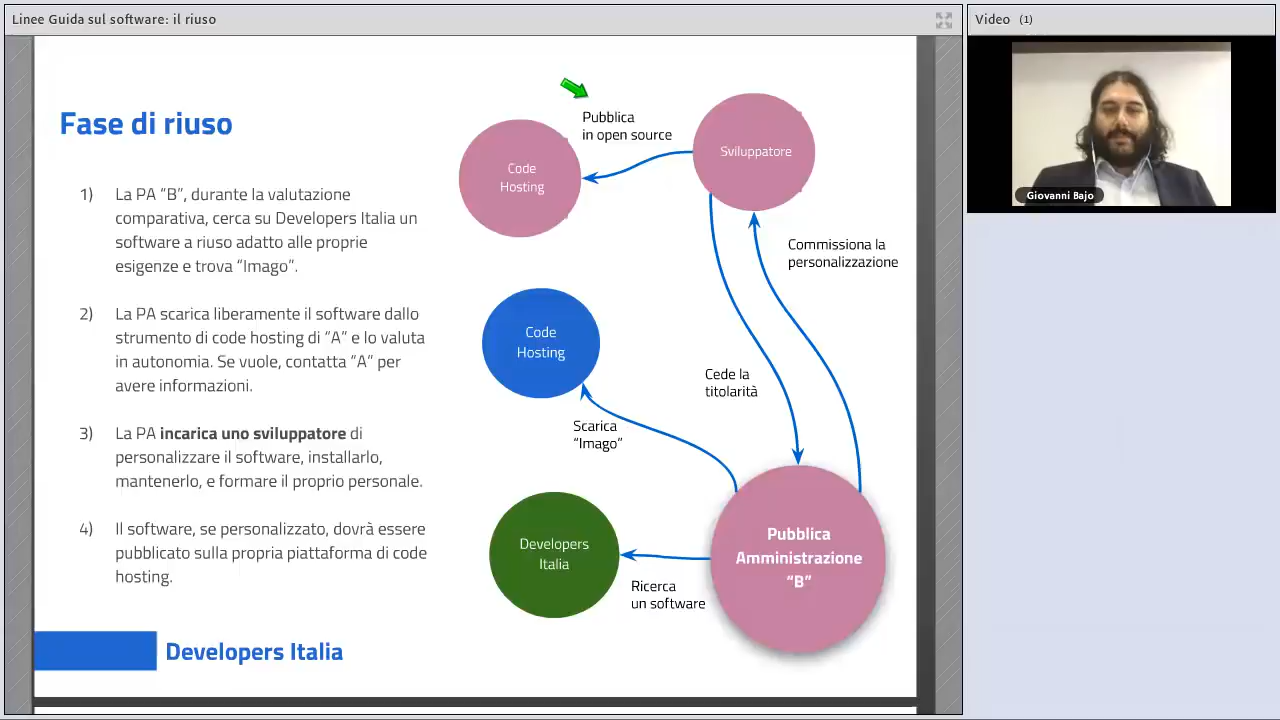 Linee Guida sul software: il riuso
Video (1)
Giovanni Bajo
Fase di riuso
1) La PA “B”, durante la valutazione
comparativa, cerca su Developers Italia un
software a riuso adatto alle proprie
esigenze e trova “Imago”.
2) La PA scarica liberamente il software dallo
strumento di code hosting di “A” e lo valuta
in autonomia. Se vuole, contatta “A” per
avere informazioni.
3) La PA incarica uno sviluppatore di
personalizzare il software, installarlo,
mantenerlo, e formare il proprio personale.
4) Il software, se personalizzato, dovrà essere
pubblicato sulla propria piattaforma di code
hosting.
Developers Italia
Pubblica
in open source
Code
Hosting
Sviluppatore
Commissiona la
personalizzazione
Code
Hosting
Cede la
titolarità
Scarica
“Imago”
Developers
Italia
Ricerca
un software
Pubblica
Amministrazione
“B”